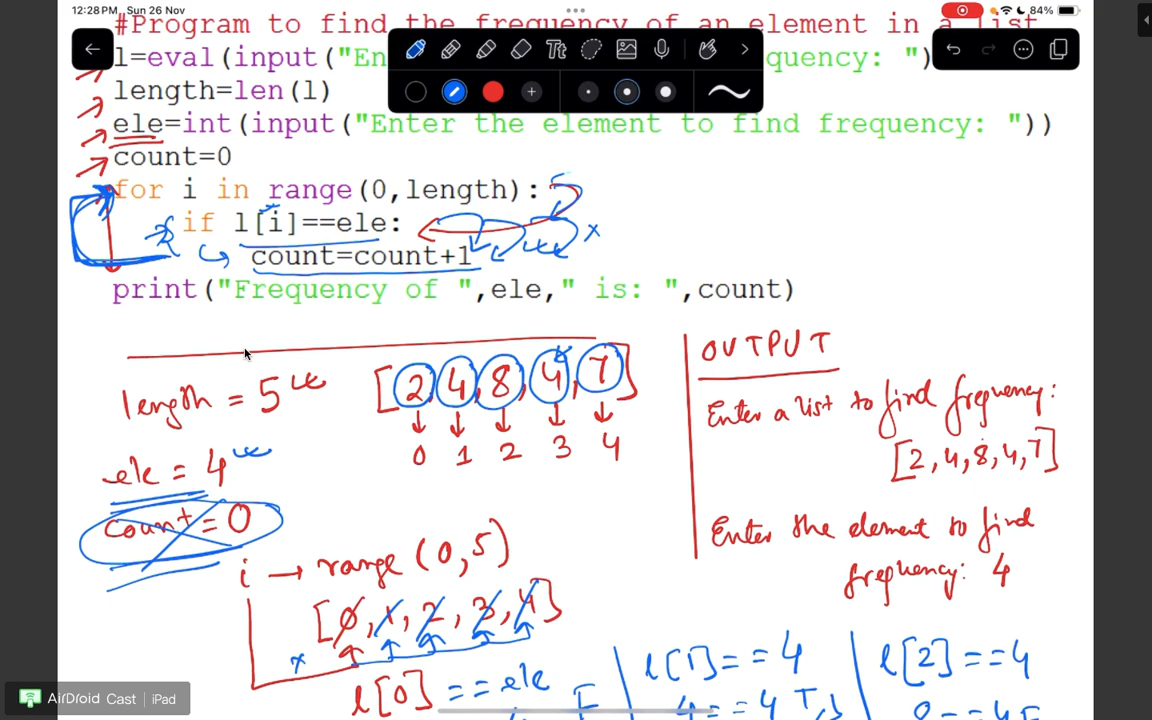 12:28 PM Sun 26 Nov
84%
#Program to find the frequency of an element in a list
l=eval(input("En quency: ")
length=len(l)
ele=int(input("Enter the element to find frequency: "))
count=0
for i in range(0,length):
if l[i]==ele:
count=count+1
print("Frequency of ",ele," is: ",count)
length = 5
[2, 4, 8, 4, 7]
0 1 2 3 4
ele = 4
count = 0
i → range (0,5)
[0, 1, 2, 3, 4]
x
l[0] == ele
F
OUTPUT
Enter a list to find frequency:
[2, 4, 8, 4, 7]
Enter the element to find
frequency: 4
l[1] == 4
4 == 4 T
l[2] == 4
Tt
AirDroid Cast | iPad